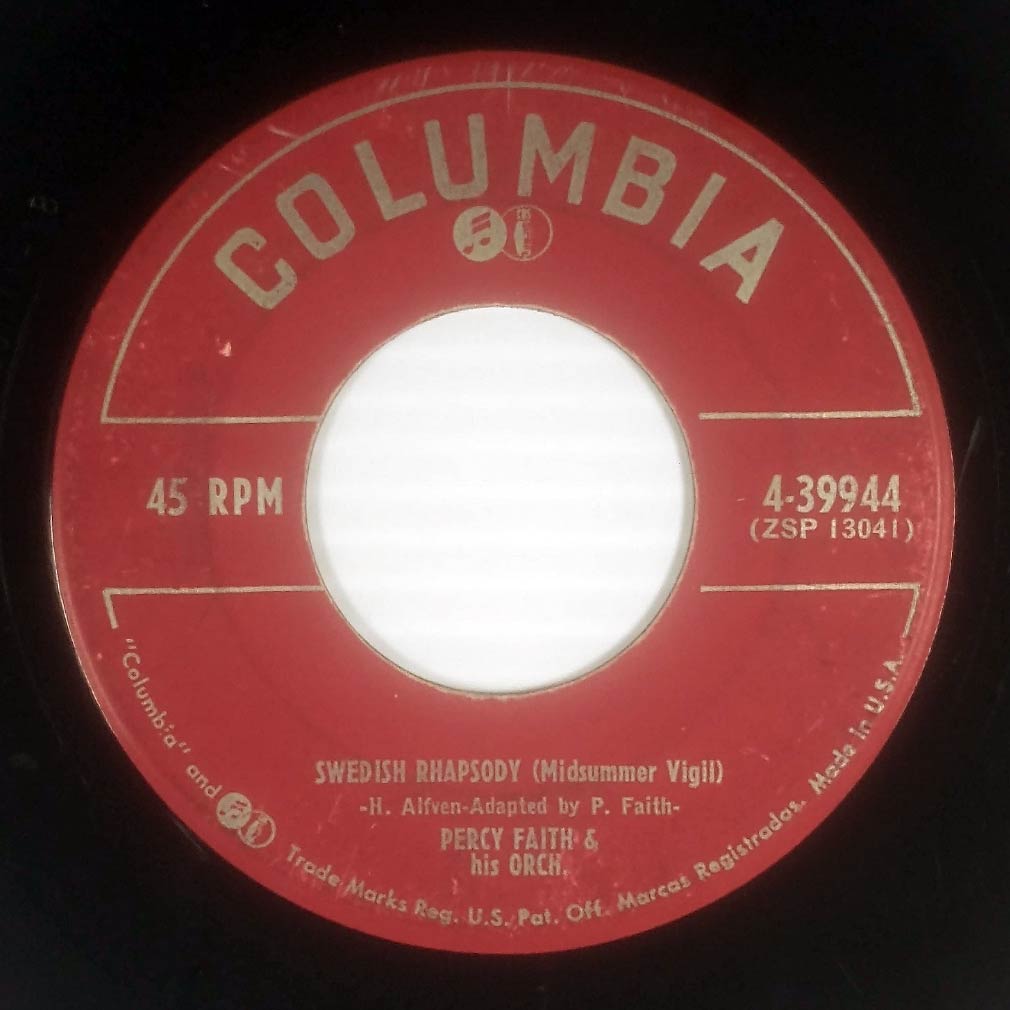 COLUMBIA
CBS
45 RPM
4-39944
(ZSP 13041)
SWEDISH RHAPSODY (Midsummer Vigil)
-H. Alfven-Adapted by P. Faith-
PERCY FAITH &
his ORCH.
"Columbia" and Trade Marks Reg. U.S. Pat. Off. Marcas Registradas. Made in U.S.A.